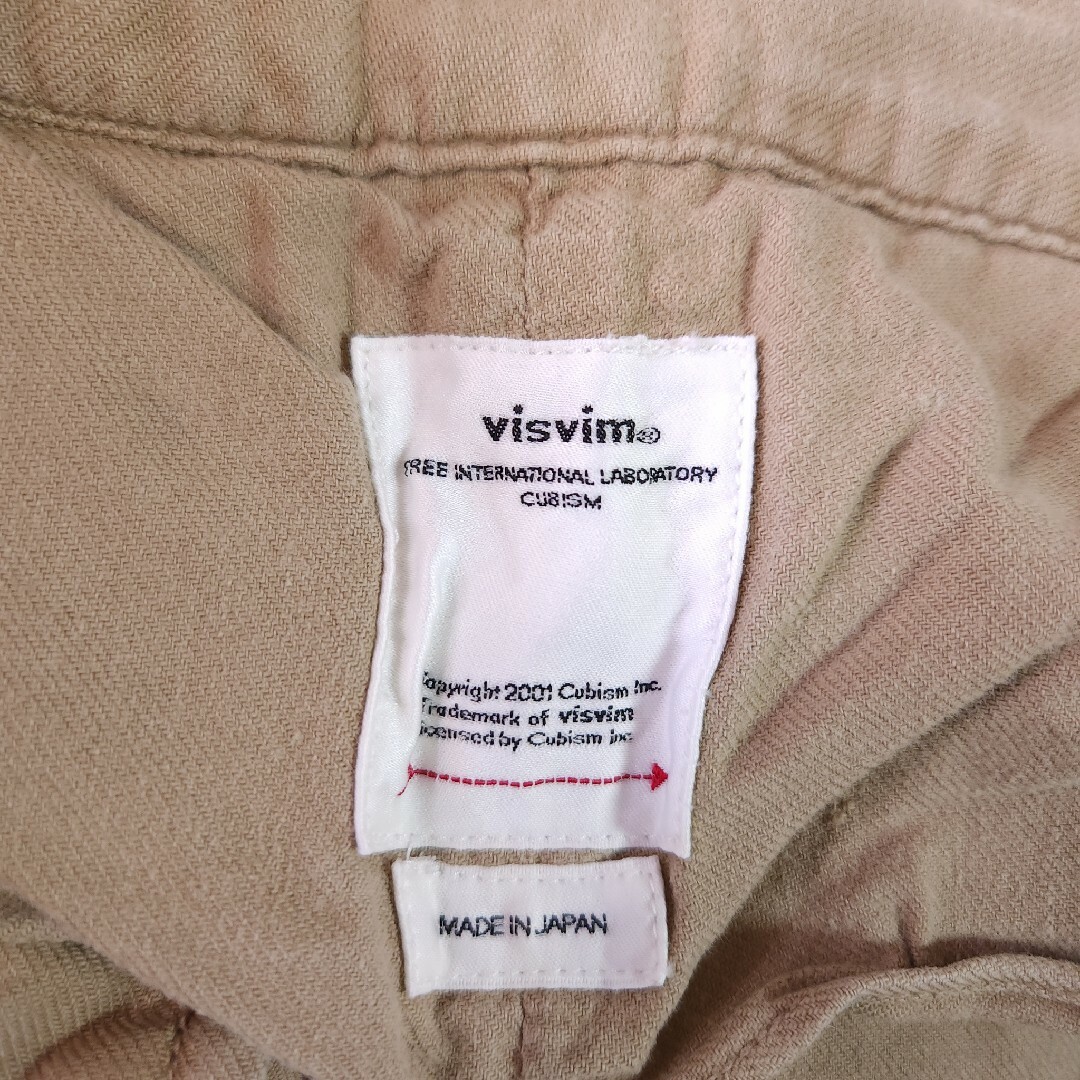 visvim®
FREE INTERNATIONAL LABORATORY
CUBISM
Copyright 2001 Cubism Inc.
Trademark of visvim
licensed by Cubism Inc.
MADE IN JAPAN